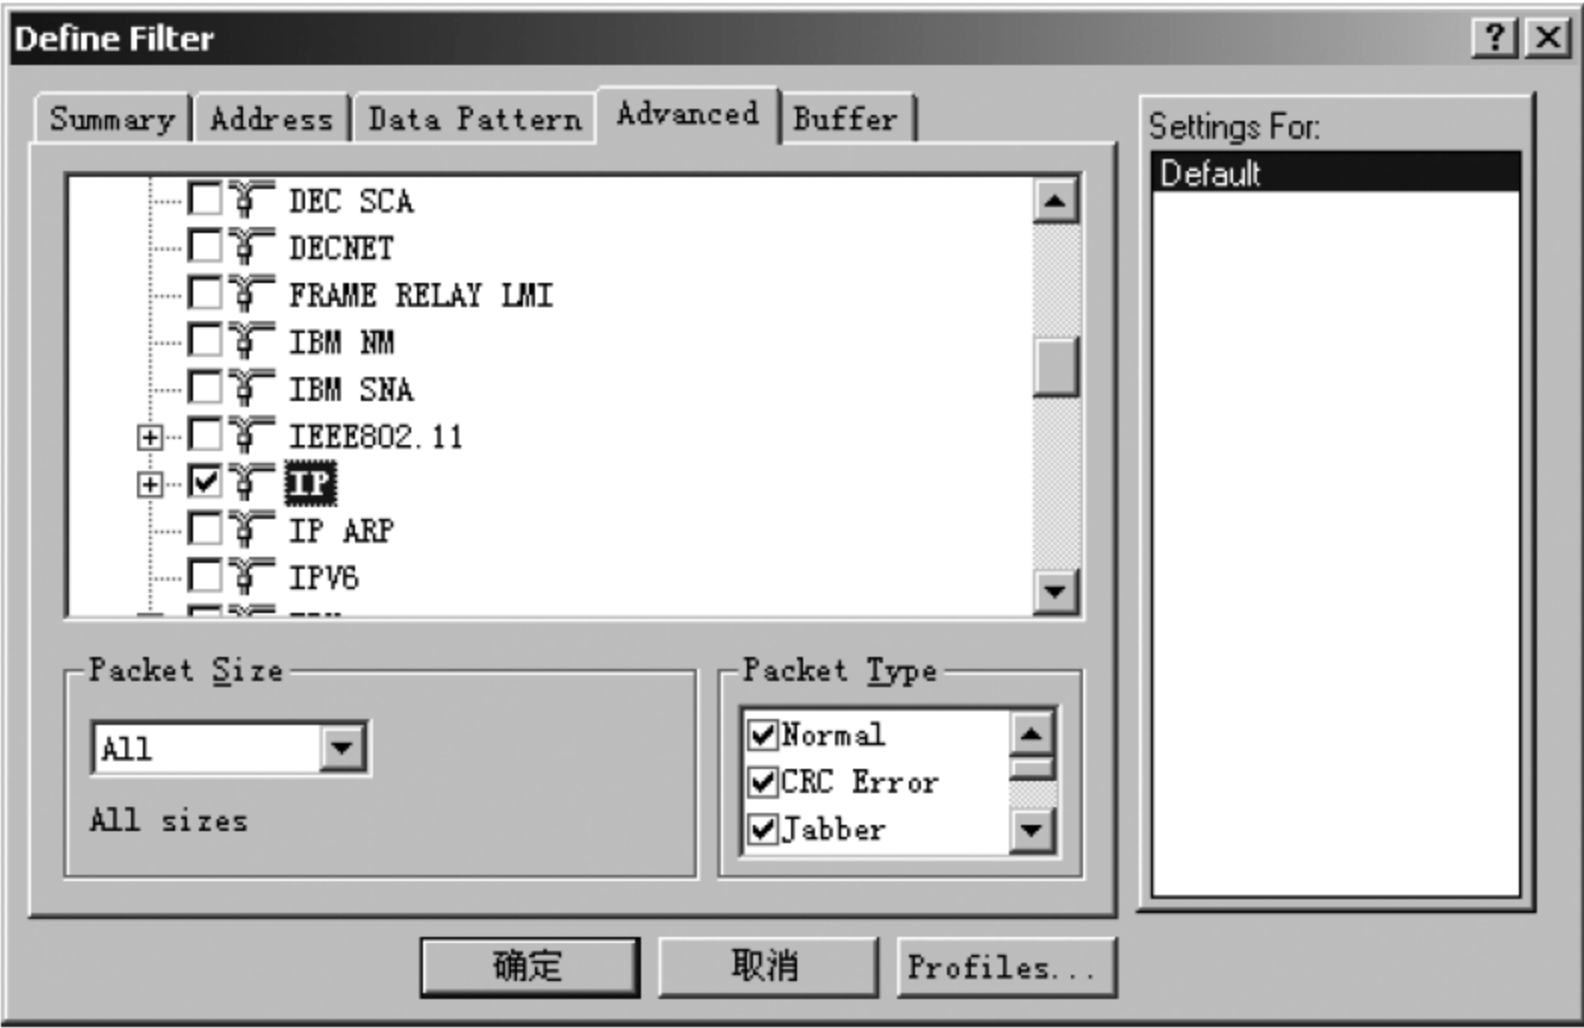 Define Filter
Summary
Address
Data Pattern
Advanced
Buffer
Settings For:
Default
DEC SCA
DECNET
FRAME RELAY LMI
IBM NM
IBM SNA
IEEE802.11
IP
IP ARP
IPV6
Packet Size
All
All sizes
Packet Type
Normal
CRC Error
Jabber
确定
取消
Profiles...